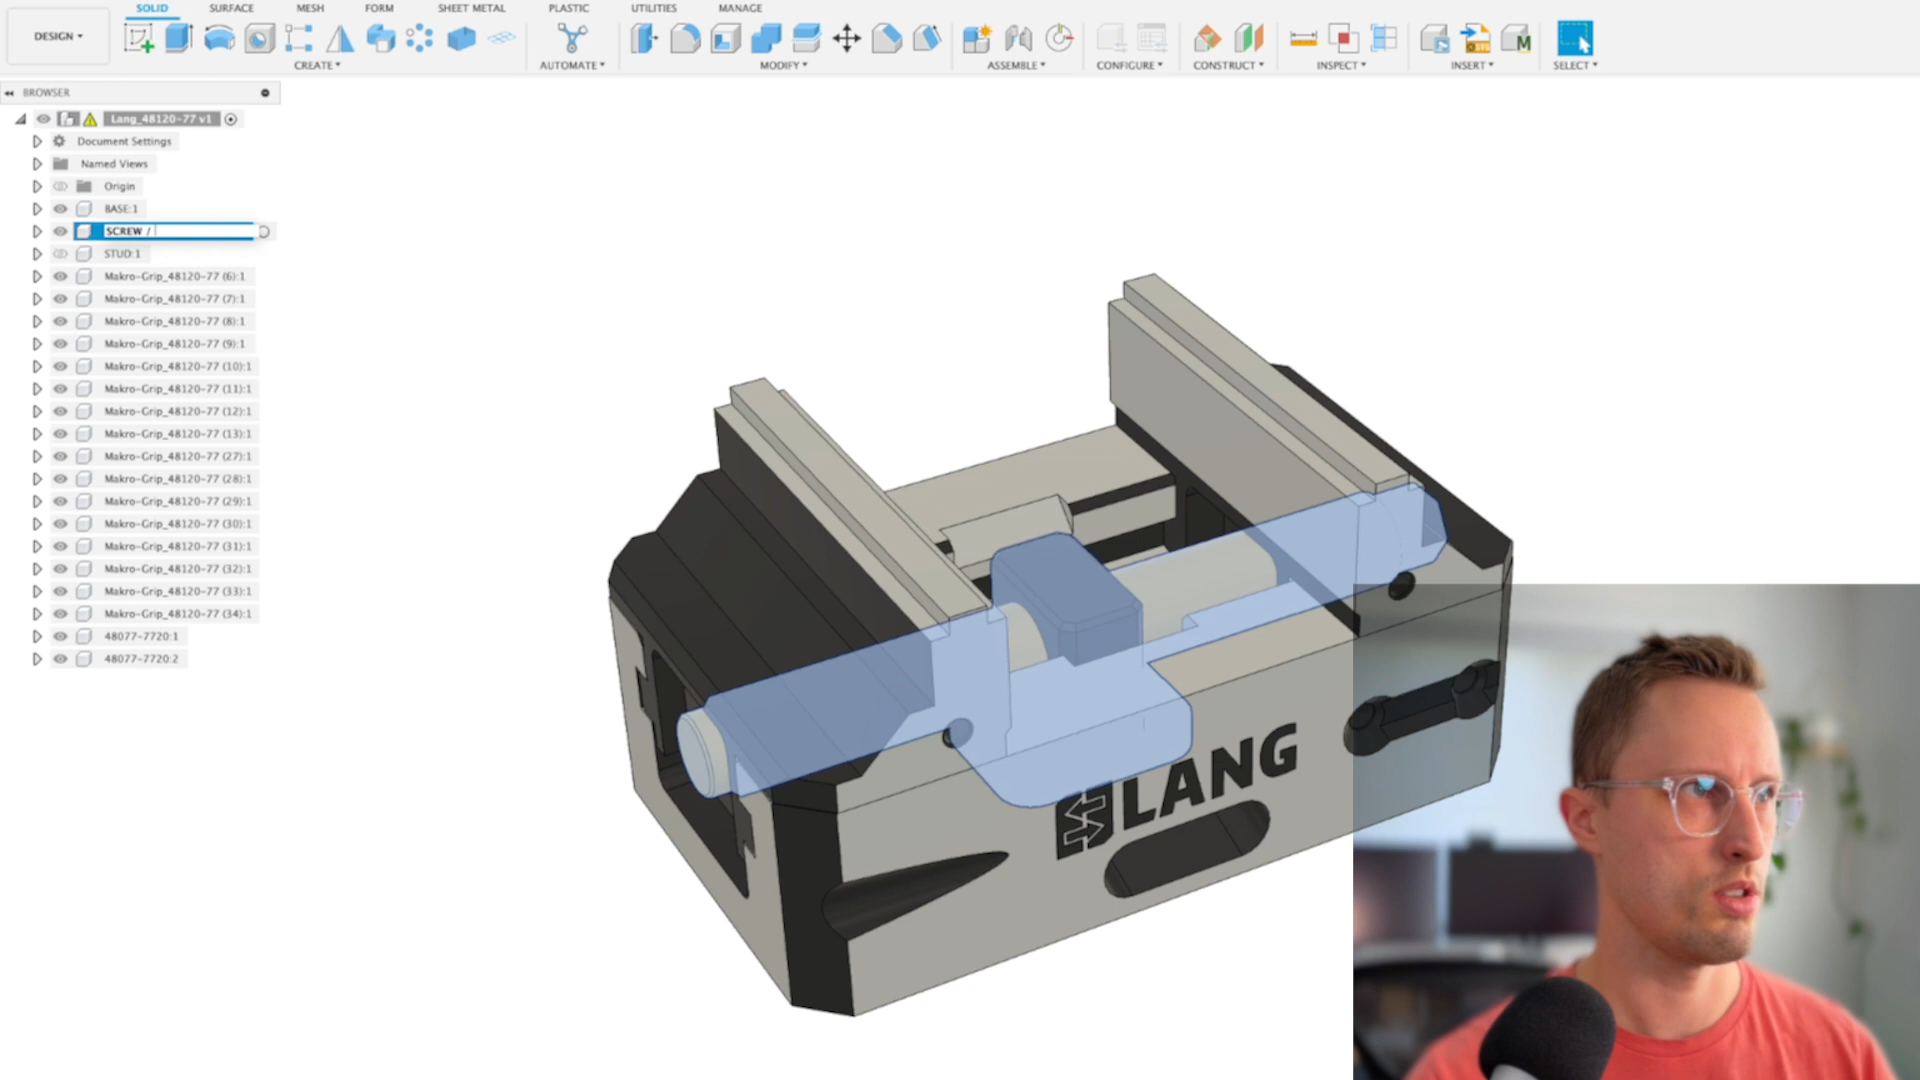 SOLID SURFACE MESH FORM SHEET METAL PLASTIC UTILITIES MANAGE
DESIGN
CREATE AUTOMATE MODIFY ASSEMBLE CONFIGURE CONSTRUCT INSPECT INSERT SELECT
BROWSER
Lang_48120-77 v1
Document Settings
Named Views
Origin
BASE:1
SCREW /
STUD:1
Makro-Grip_48120-77 (6):1
Makro-Grip_48120-77 (7):1
Makro-Grip_48120-77 (8):1
Makro-Grip_48120-77 (9):1
Makro-Grip_48120-77 (10):1
Makro-Grip_48120-77 (11):1
Makro-Grip_48120-77 (12):1
Makro-Grip_48120-77 (13):1
Makro-Grip_48120-77 (27):1
Makro-Grip_48120-77 (28):1
Makro-Grip_48120-77 (29):1
Makro-Grip_48120-77 (30):1
Makro-Grip_48120-77 (31):1
Makro-Grip_48120-77 (32):1
Makro-Grip_48120-77 (33):1
Makro-Grip_48120-77 (34):1
48077-7720:1
48077-7720:2
LANG